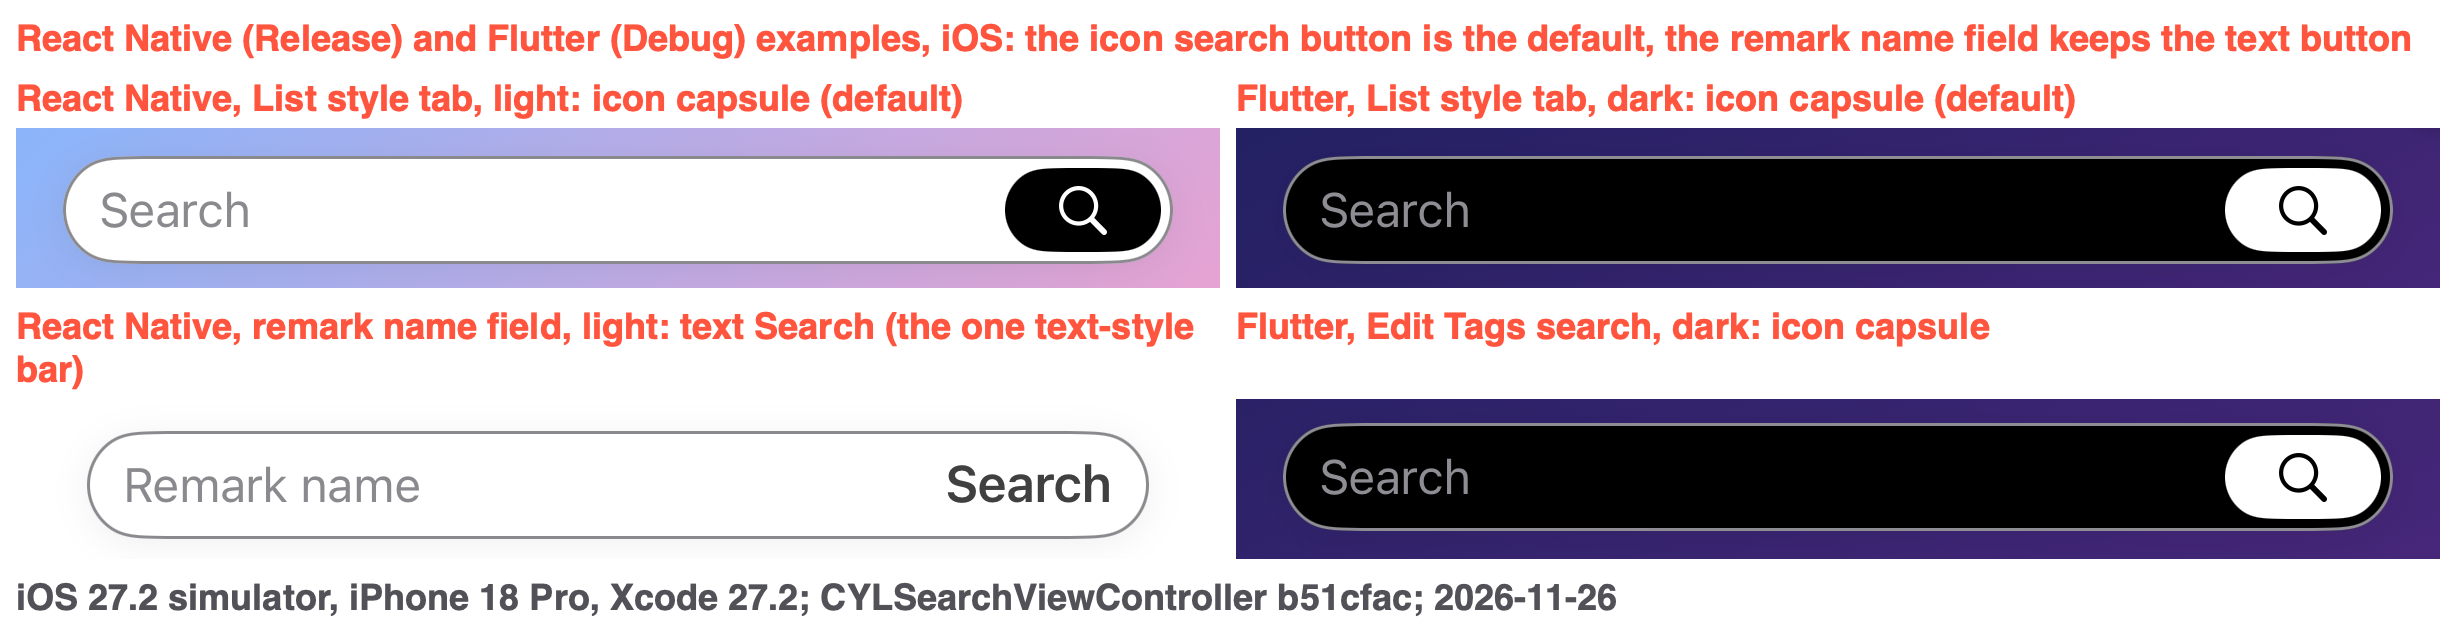 React Native (Release) and Flutter (Debug) examples, iOS: the icon search button is the default, the remark name field keeps the text button
React Native, List style tab, light: icon capsule (default)
Flutter, List style tab, dark: icon capsule (default)
Search
Search
React Native, remark name field, light: text Search (the one text-style
bar)
Flutter, Edit Tags search, dark: icon capsule
Remark name
Search
Search
iOS 27.2 simulator, iPhone 18 Pro, Xcode 27.2; CYLSearchViewController b51cfac; 2026-11-26